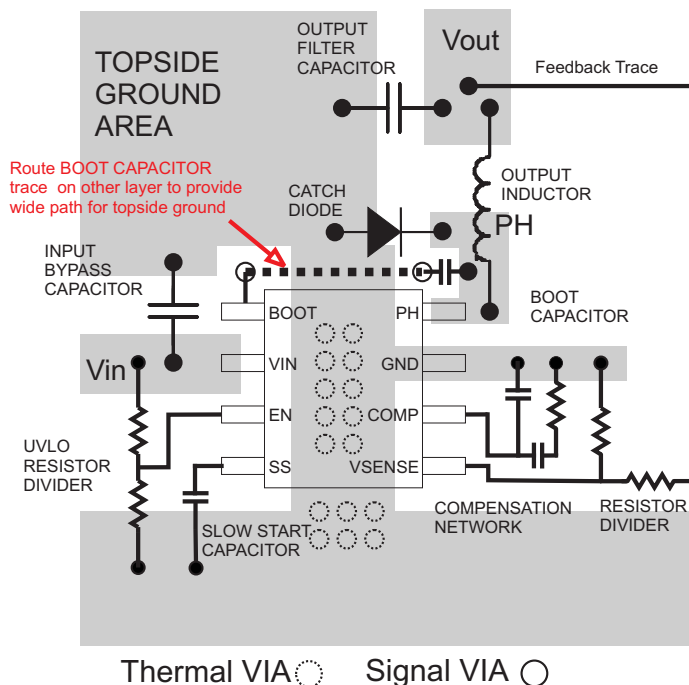 OUTPUT
FILTER
CAPACITOR
Vout
Feedback Trace
TOPSIDE
GROUND
AREA
Route BOOT CAPACITOR
trace on other layer to provide
wide path for topside ground
CATCH
DIODE
OUTPUT
INDUCTOR
PH
INPUT
BYPASS
CAPACITOR
BOOT
CAPACITOR
BOOT
PH
Vin
VIN
GND
EN
COMP
UVLO
RESISTOR
DIVIDER
SS
VSENSE
SLOW START
CAPACITOR
COMPENSATION
NETWORK
RESISTOR
DIVIDER
Thermal VIA
Signal VIA